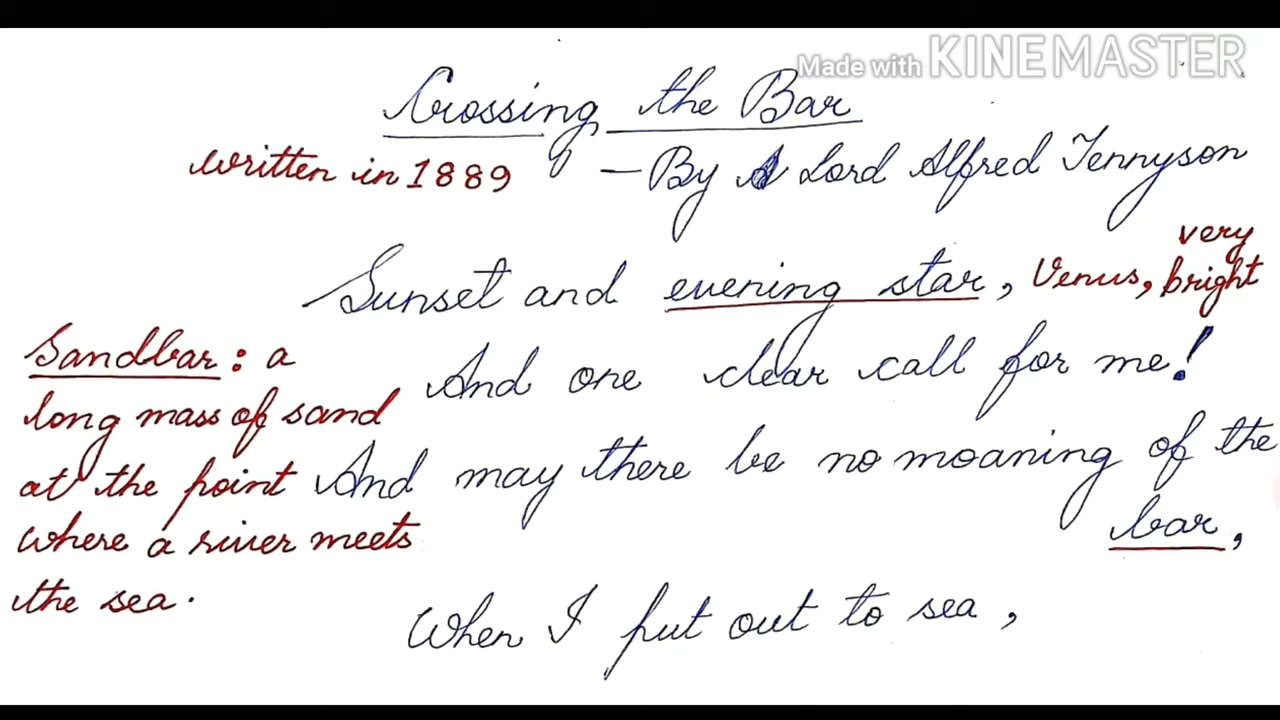 Made with KINEMASTER
Crossing the Bar
written in 1889 – By Lord Alfred Tennyson
very
Sunset and evening star, Venus, bright
Sandbar: a
And one clear call for me!
long mass of sand
And may there be no moaning of the
at the point
bar,
where a river meets
the sea.
When I put out to sea,